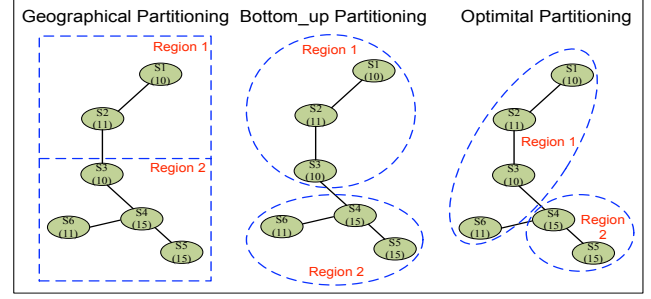 Geographical Partitioning
Region 1
S1
(10)
S2
(11)
S3
(10)
Region 2
S4
(15)
S6
(11)
S5
(15)
Bottom_up Partitioning
Region 1
S1
(10)
S2
(11)
S3
(10)
S4
(15)
S6
(11)
S5
(15)
Region 2
Optimital Partitioning
S1
(10)
S2
(11)
Region 1
S3
(10)
S4
(15)
Region
2
S6
(11)
S5
(15)